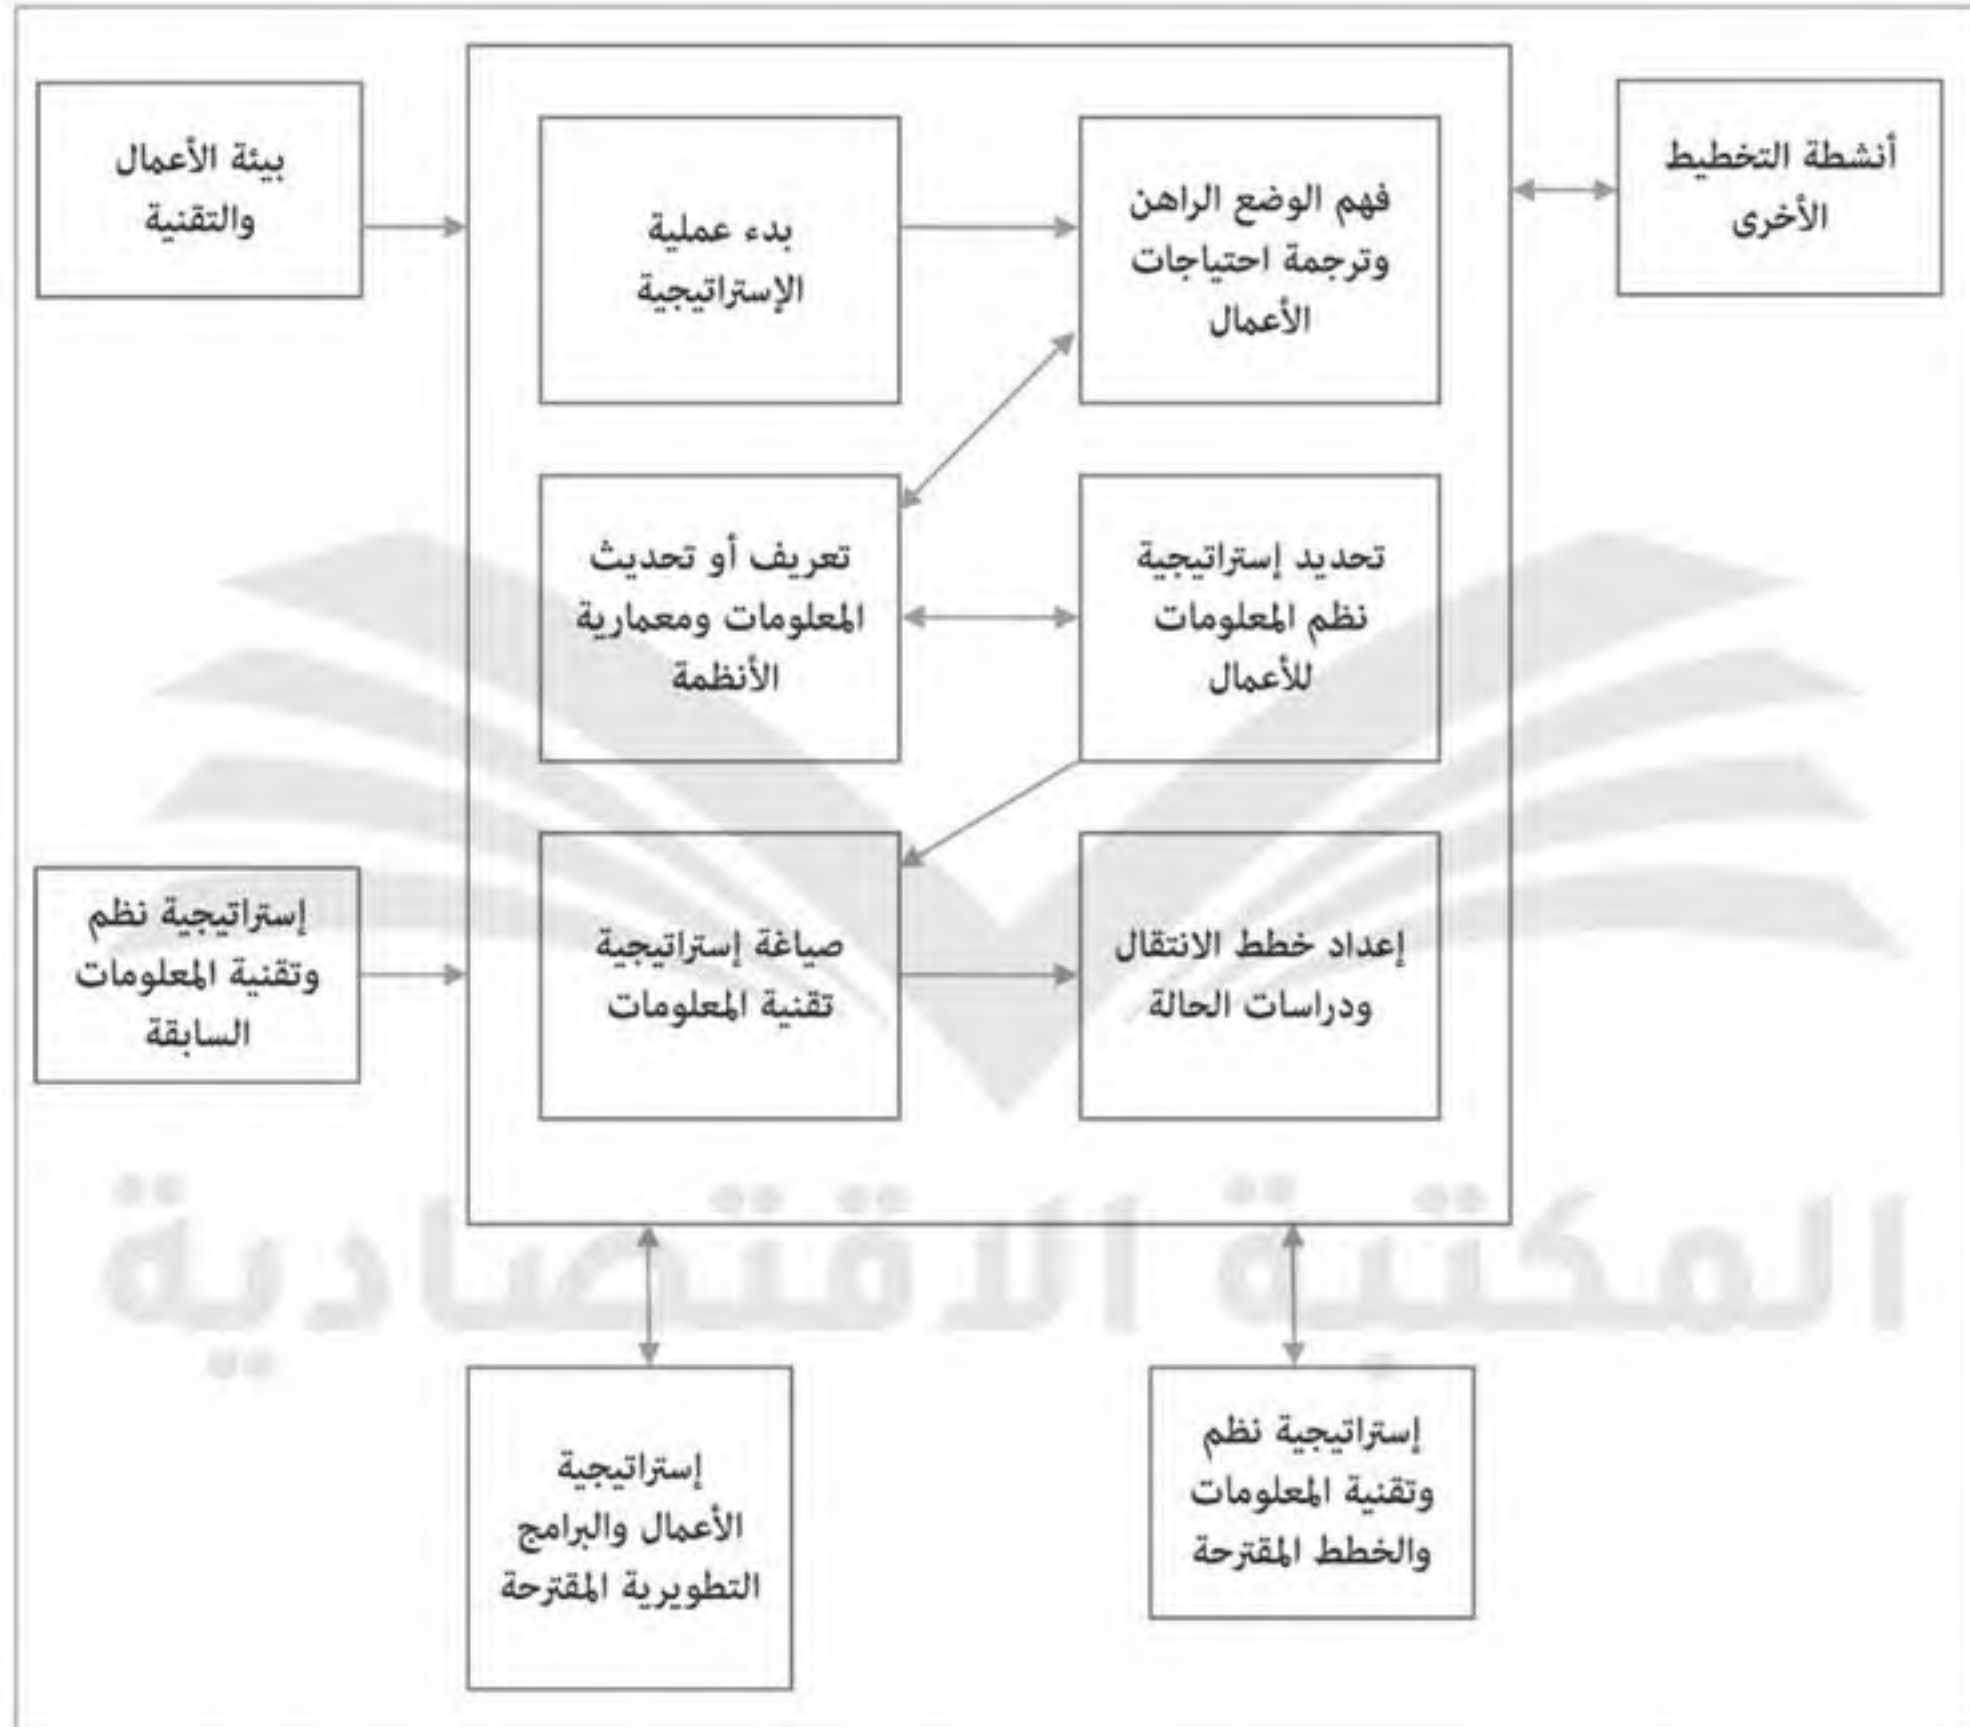 بيئة الأعمال
والتقنية
بدء عملية
الإستراتيجية
فهم الوضع الراهن
وترجمة احتياجات
الأعمال
أنشطة التخطيط
الأخرى
تعريف أو تحديث
المعلومات ومعمارية
الأنظمة
تحديد إستراتيجية
نظم المعلومات
للأعمال
إستراتيجية نظم
وتقنية المعلومات
السابقة
صياغة إستراتيجية
تقنية المعلومات
إعداد خطط الانتقال
ودراسات الحالة
المكتبة الاقتصادية
إستراتيجية
الأعمال والبرامج
التطويرية المقترحة
إستراتيجية نظم
وتقنية المعلومات
والخطط المقترحة